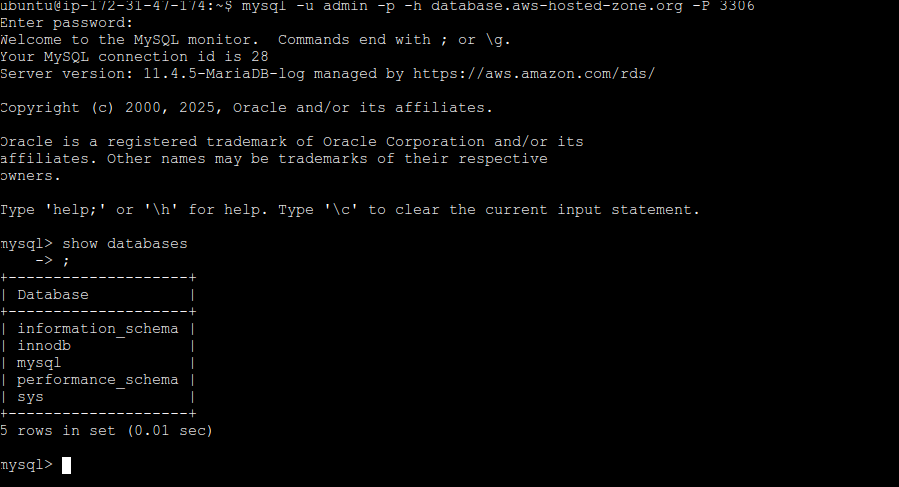 ubuntu@ip-172-31-47-174:~$ mysql -u admin -p -h database.aws-hosted-zone.org -P 3306
Enter password:
Welcome to the MySQL monitor.  Commands end with ; or \g.
Your MySQL connection id is 28
Server version: 11.4.5-MariaDB-log managed by https://aws.amazon.com/rds/

Copyright (c) 2000, 2025, Oracle and/or its affiliates.

Oracle is a registered trademark of Oracle Corporation and/or its
affiliates. Other names may be trademarks of their respective
owners.

Type 'help;' or '\h' for help. Type '\c' to clear the current input statement.

mysql> show databases
    -> ;
+--------------------+
| Database           |
+--------------------+
| information_schema |
| innodb             |
| mysql              |
| performance_schema |
| sys                |
+--------------------+
5 rows in set (0.01 sec)

mysql>